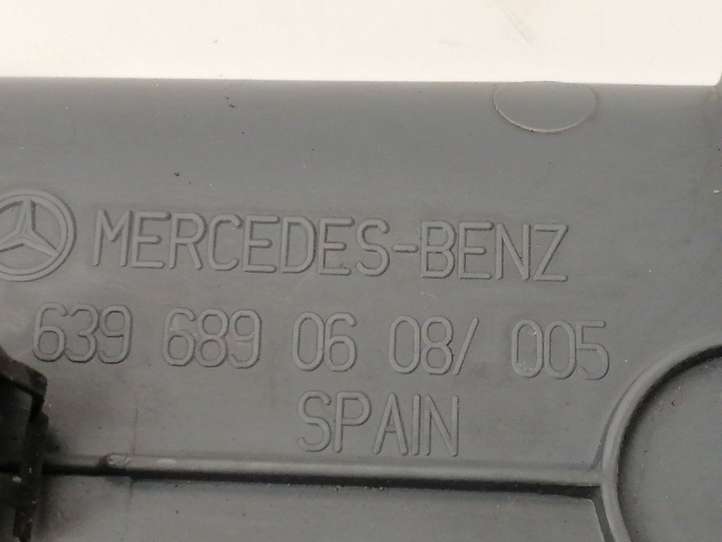 MERCEDES-BENZ
639 689 06 08/ 005
SPAIN